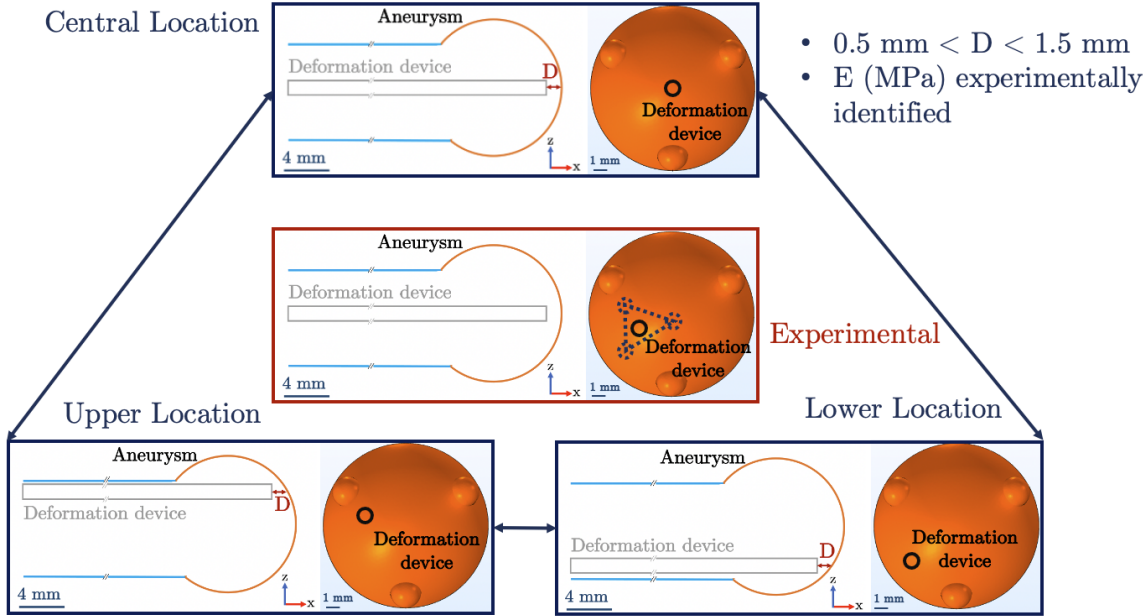 Central Location
Aneurysm
Deformation device
D
z
x
4 mm
Deformation
device
1 mm
• 0.5 mm < D < 1.5 mm
• E (MPa) experimentally
identified
Aneurysm
Deformation device
z
x
4 mm
Deformation
device
1 mm
Experimental
Upper Location
Aneurysm
D
Deformation device
z
x
4 mm
Deformation
device
1 mm
Lower Location
Aneurysm
Deformation device
D
z
x
4 mm
Deformation
device
1 mm